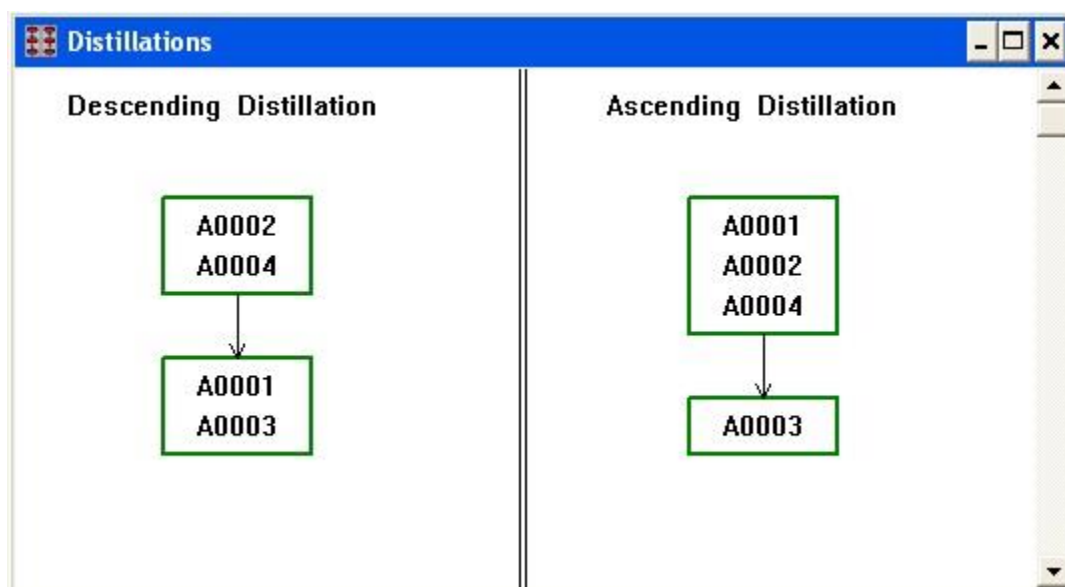 Distillations
Descending Distillation
A0002
A0004
A0001
A0003
Ascending Distillation
A0001
A0002
A0004
A0003